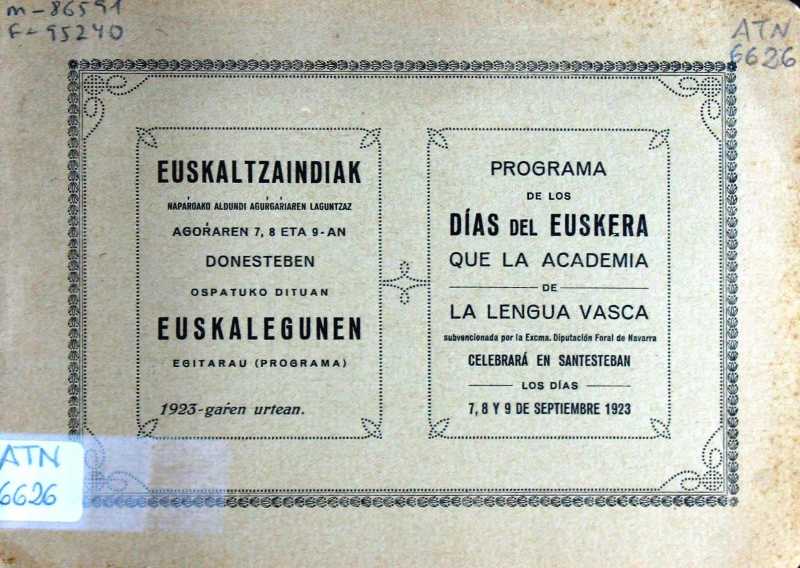 m-86591
F-95240
ATN
6626
EUSKALTZAINDIAK
NAPAŔOAKO ALDUNDI AGUŔGAŔIAREN LAGUNTZAZ
AGOŔAREN 7, 8 ETA 9-AN
DONESTEBEN
OSPATUKO DITUAN
EUSKALEGUNEN
EGITARAU (PROGRAMA)
1923-gaŕen urtean.
PROGRAMA
DE LOS
DÍAS DEL EUSKERA
QUE LA ACADEMIA
DE
LA LENGUA VASCA
subvencionada por la Excma. Diputación Foral de Navarra
CELEBRARÁ EN SANTESTEBAN
LOS DÍAS
7, 8 Y 9 DE SEPTIEMBRE 1923
ATN
6626